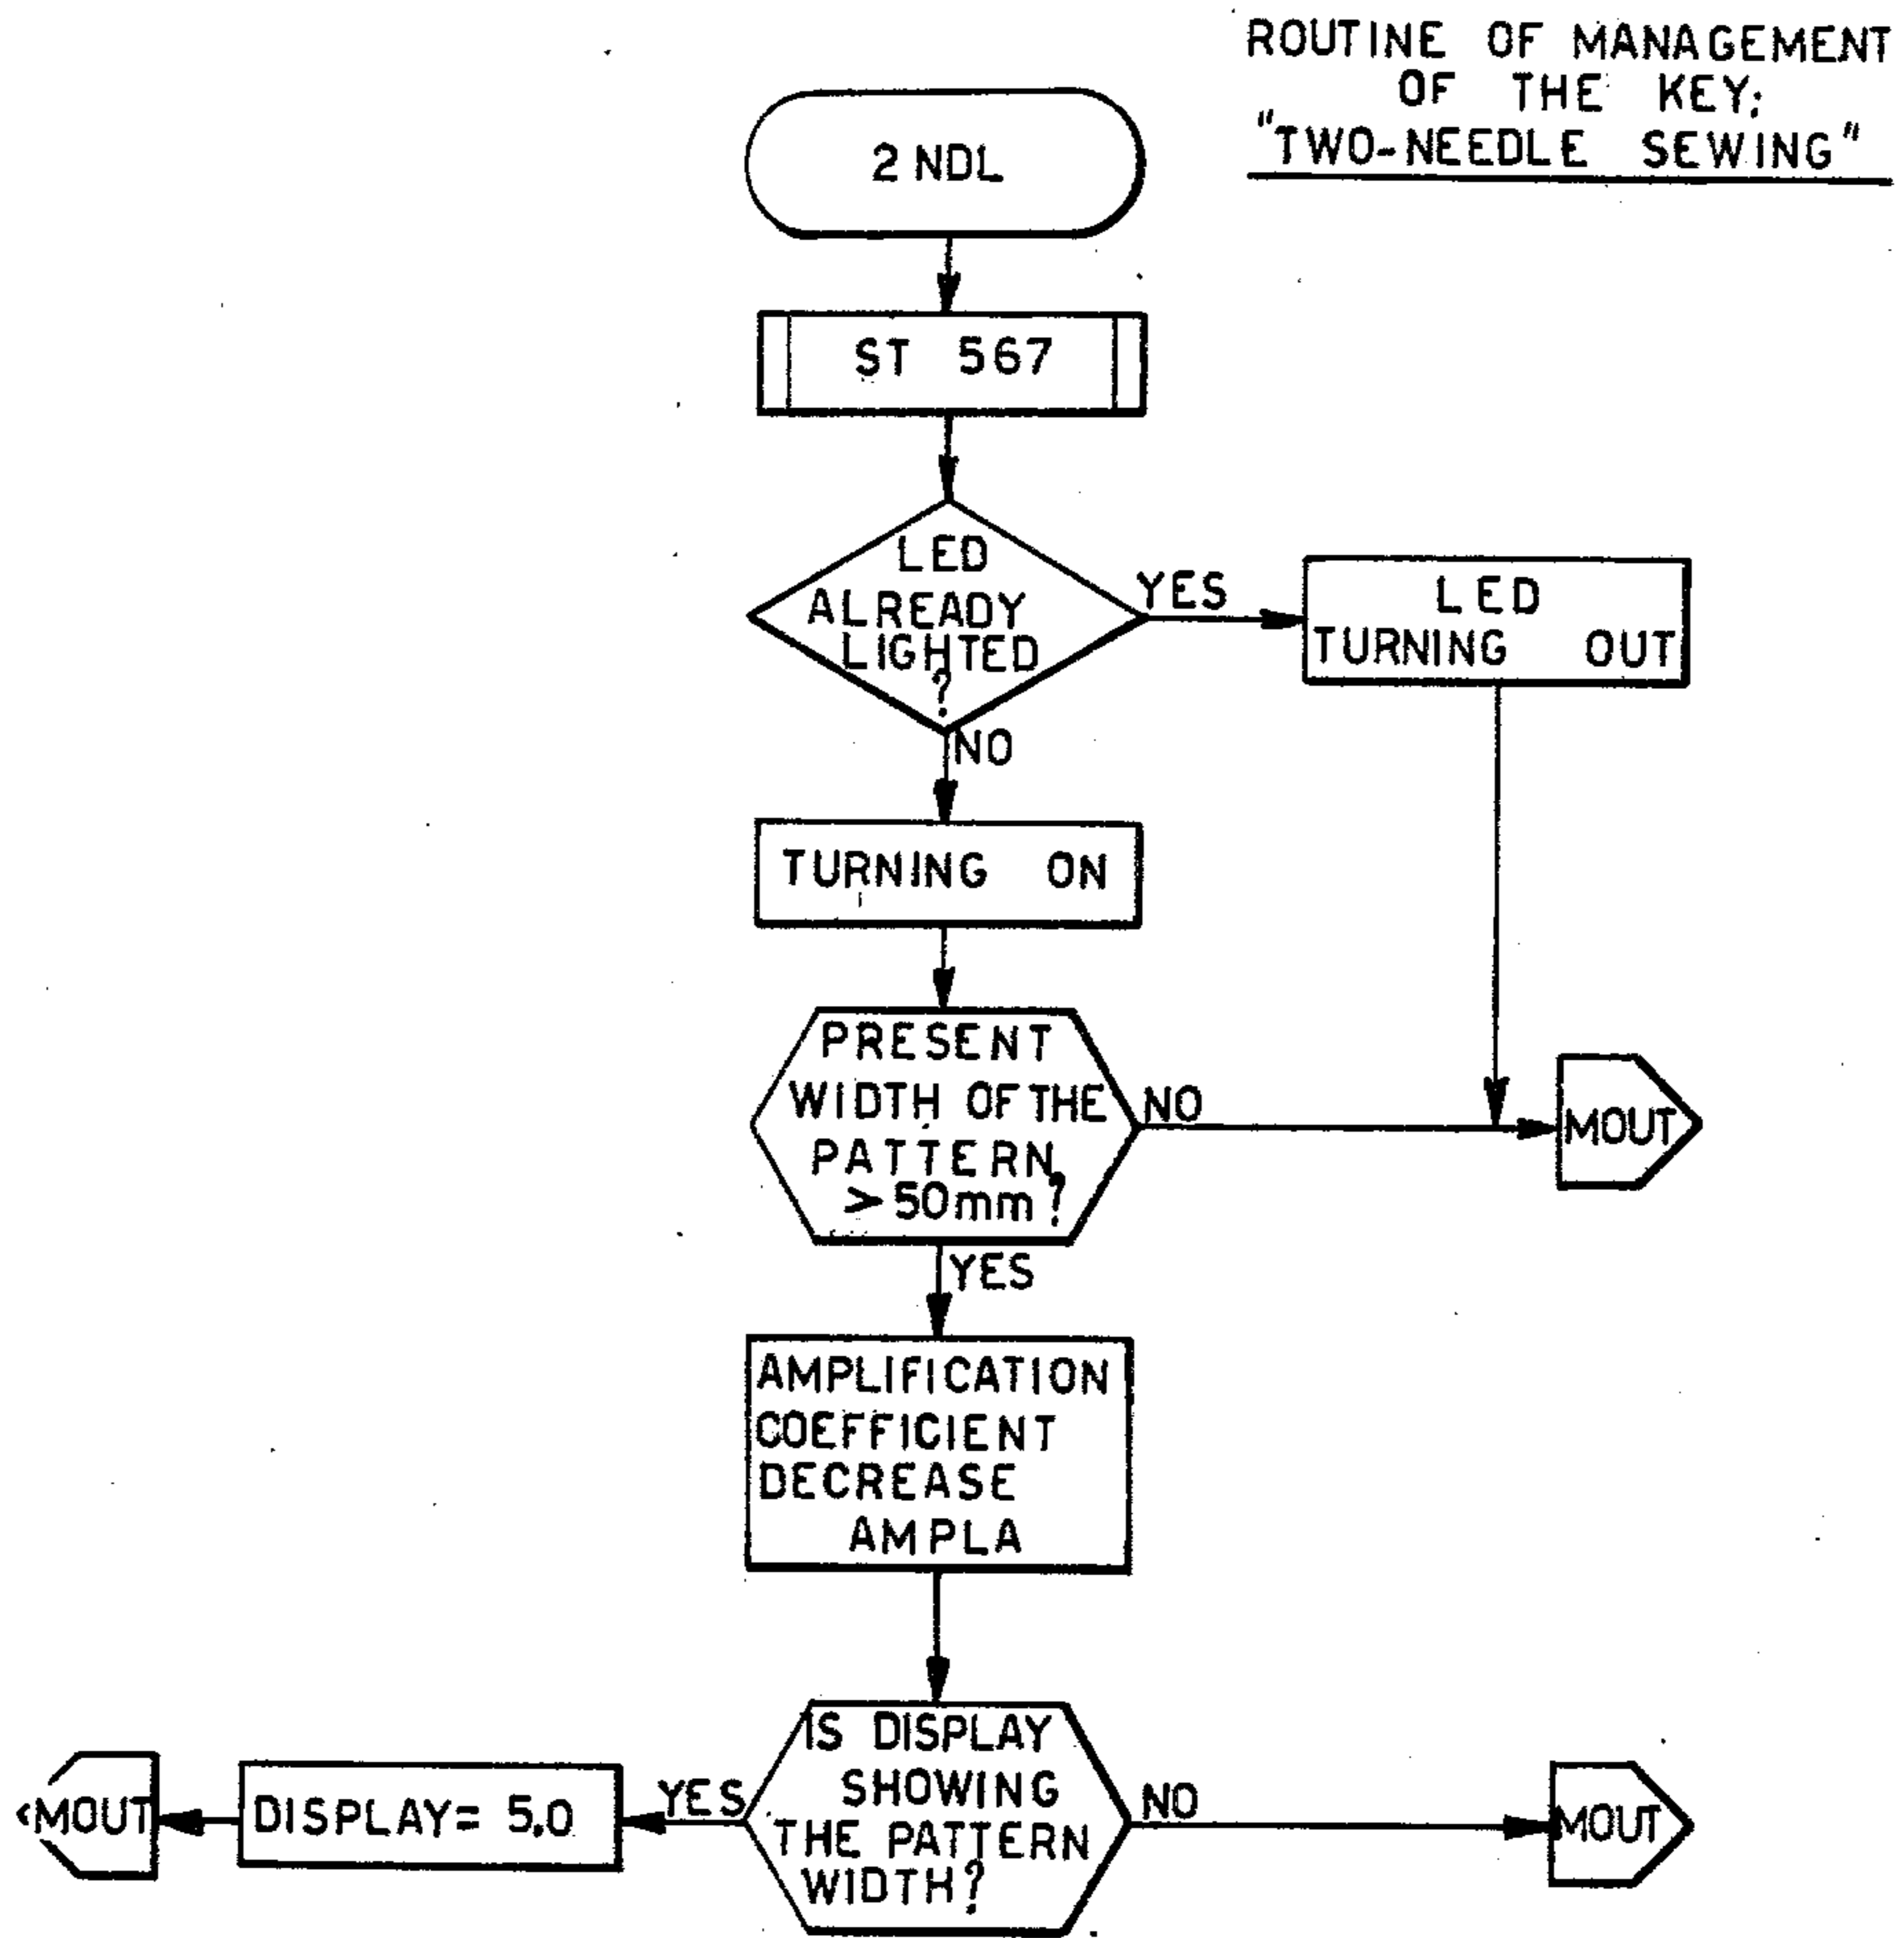 ROUTINE OF MANAGEMENT
OF THE KEY:
"TWO-NEEDLE SEWING"
2 NDL
ST 567
LED
ALREADY
LIGHTED
?
YES
LED
TURNING OUT
NO
TURNING ON
PRESENT
WIDTH OF THE
PATTERN
>50mm?
NO
MOUT
YES
AMPLIFICATION
COEFFICIENT
DECREASE
AMPLA
IS DISPLAY
SHOWING
THE PATTERN
WIDTH?
YES
DISPLAY= 5,0
MOUT
NO
MOUT